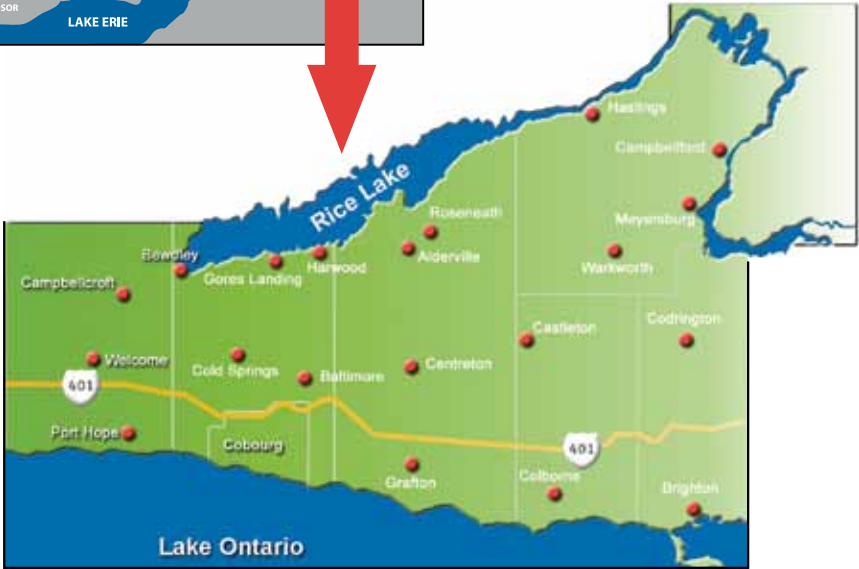 SOR
LAKE ERIE
Hastings
Campbellford
Rice Lake
Meyersburg
Roseneath
Bewdley
Harwood
Alderville
Warkworth
Gores Landing
Campbellcroft
Castleton
Codrington
Welcome
Cold Springs
Baltimore
Centreton
401
Port Hope
Cobourg
401
Grafton
Colborne
Brighton
Lake Ontario